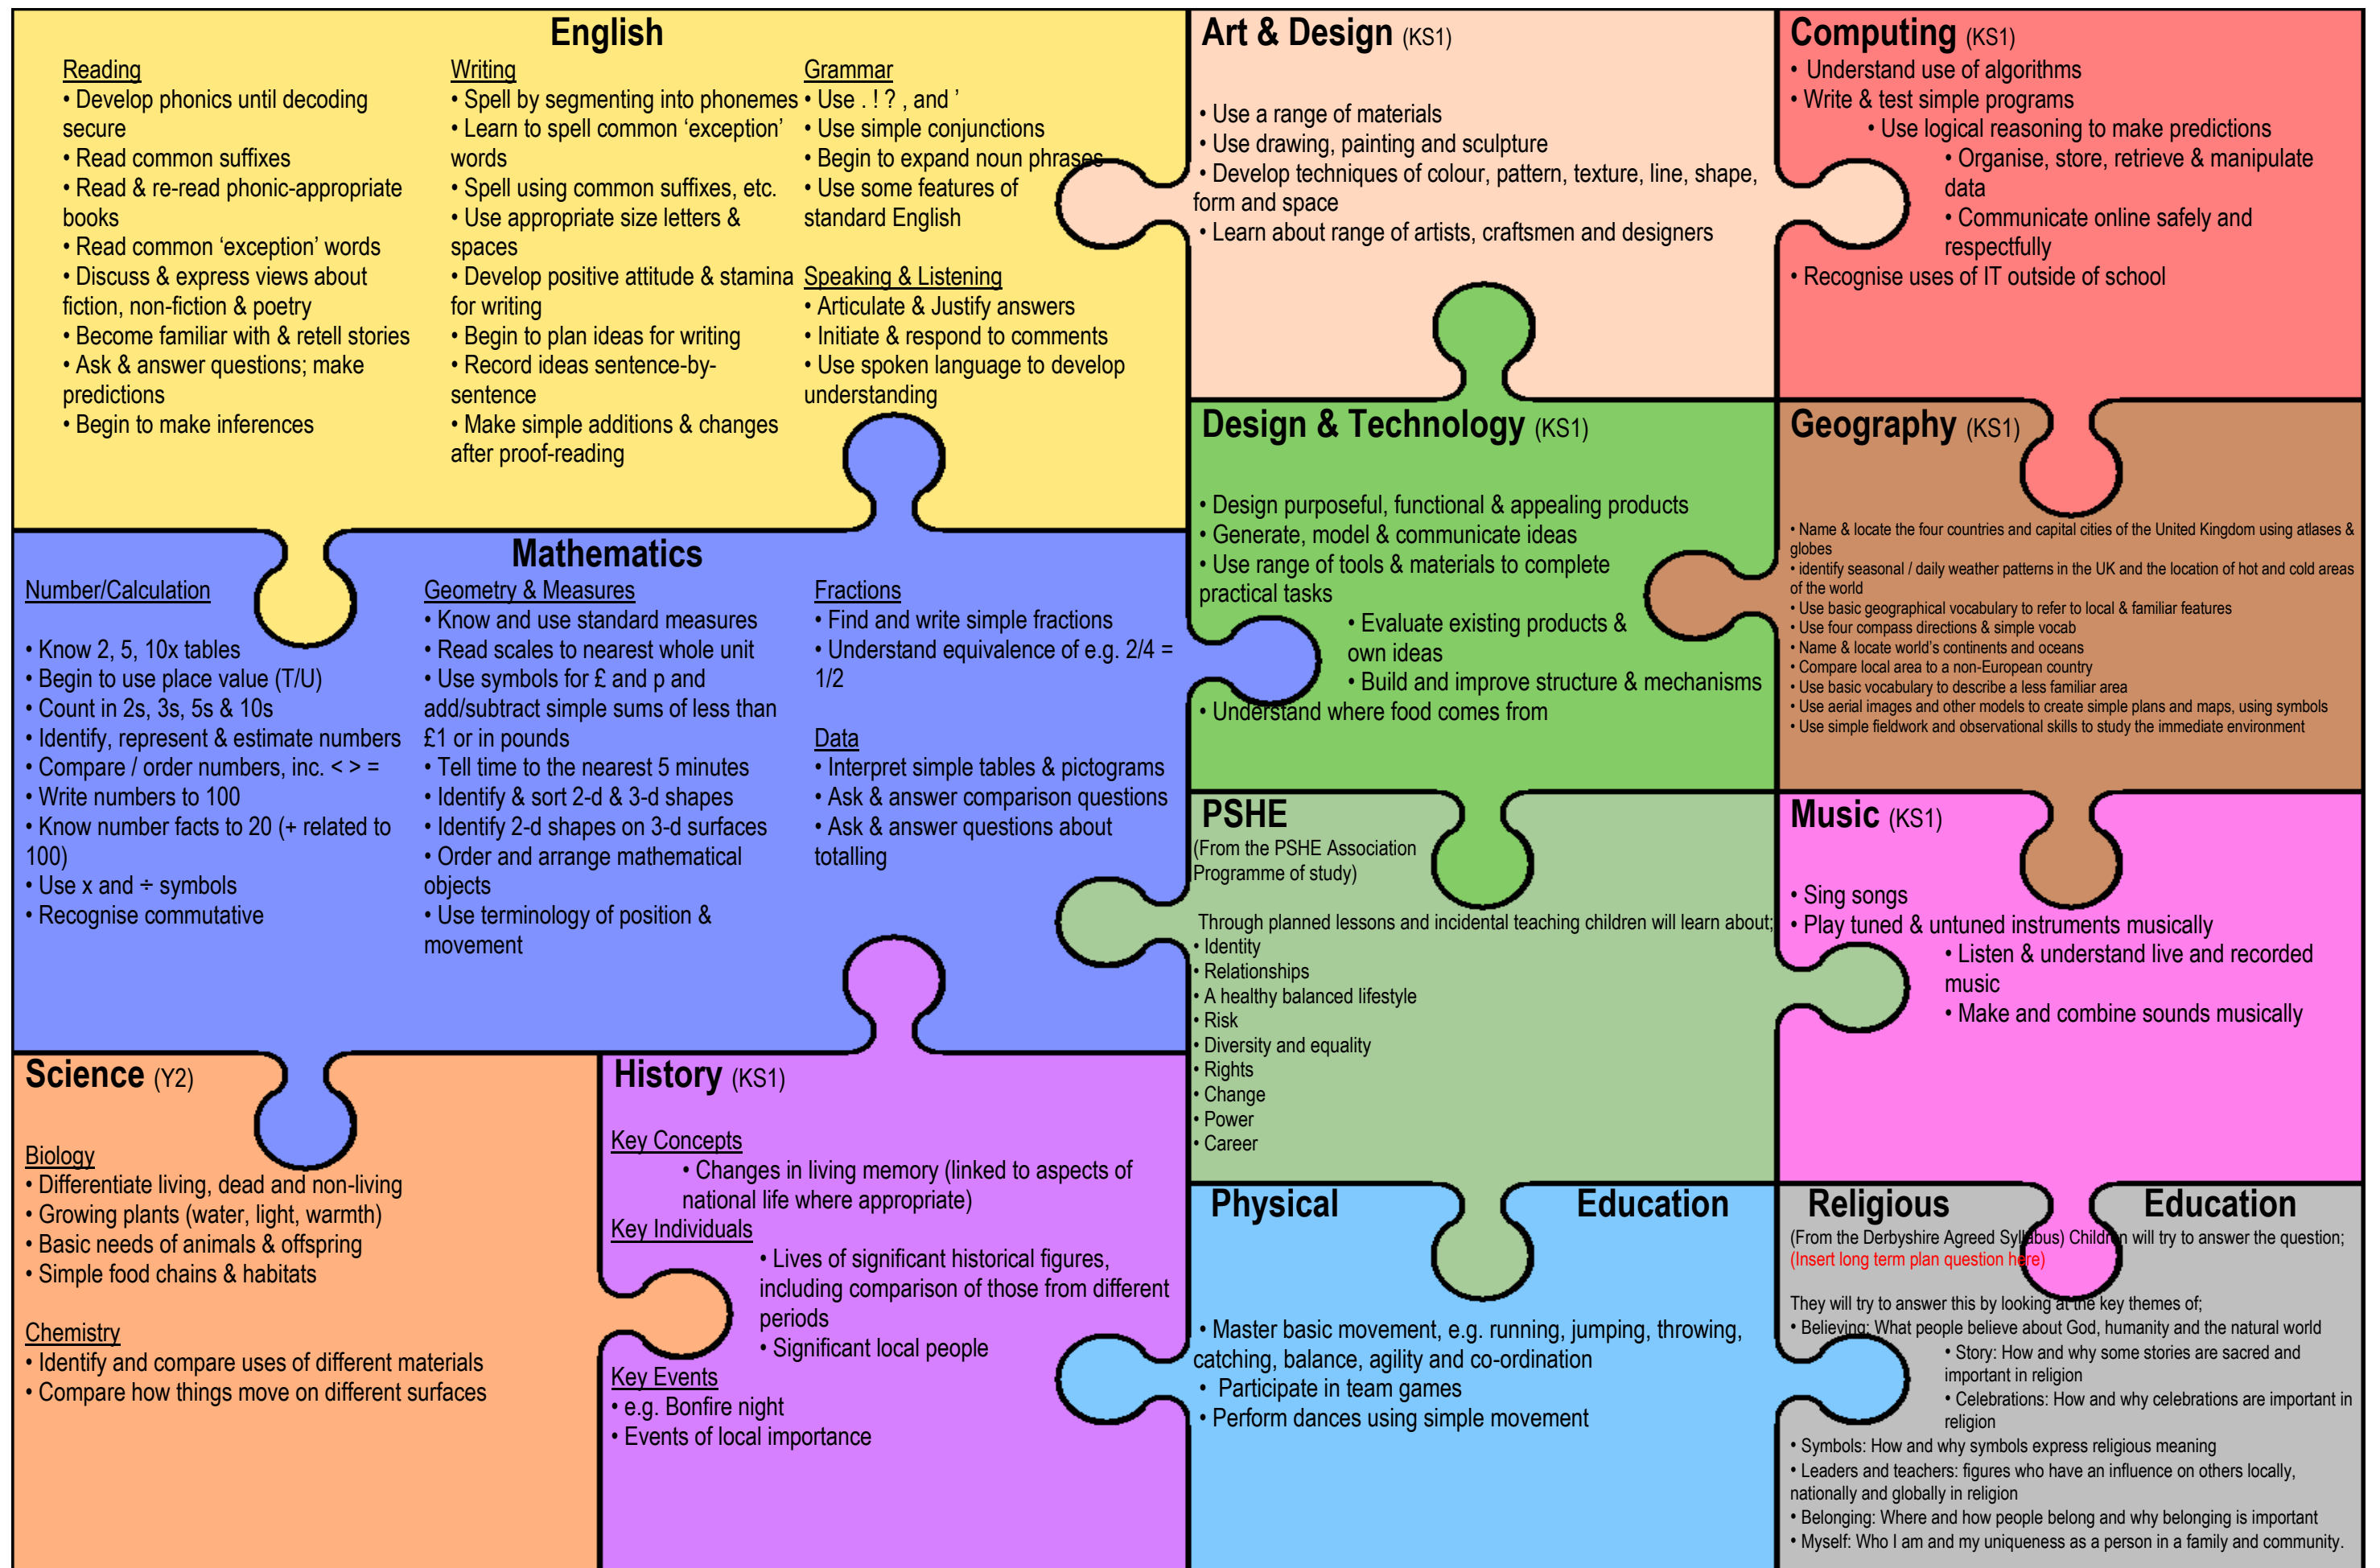 English
Reading
• Develop phonics until decoding
secure
• Read common suffixes
• Read & re-read phonic-appropriate
books
• Read common ‘exception’ words
• Discuss & express views about
fiction, non-fiction & poetry
• Become familiar with & retell stories
• Ask & answer questions; make
predictions
• Begin to make inferences
Writing
• Spell by segmenting into phonemes
• Learn to spell common ‘exception’
words
• Spell using common suffixes, etc.
• Use appropriate size letters &
spaces
• Develop positive attitude & stamina
for writing
• Begin to plan ideas for writing
• Record ideas sentence-by-
sentence
• Make simple additions & changes
after proof-reading
Grammar
• Use . ! ? , and ’
• Use simple conjunctions
• Begin to expand noun phrases
• Use some features of
standard English
Speaking & Listening
• Articulate & Justify answers
• Initiate & respond to comments
• Use spoken language to develop
understanding
Art & Design (KS1)
• Use a range of materials
• Use drawing, painting and sculpture
• Develop techniques of colour, pattern, texture, line, shape,
form and space
• Learn about range of artists, craftsmen and designers
Computing (KS1)
• Understand use of algorithms
• Write & test simple programs
• Use logical reasoning to make predictions
• Organise, store, retrieve & manipulate
data
• Communicate online safely and
respectfully
• Recognise uses of IT outside of school
Mathematics
Number/Calculation
• Know 2, 5, 10x tables
• Begin to use place value (T/U)
• Count in 2s, 3s, 5s & 10s
• Identify, represent & estimate numbers
• Compare / order numbers, inc. < > =
• Write numbers to 100
• Know number facts to 20 (+ related to
100)
• Use x and ÷ symbols
• Recognise commutative
Geometry & Measures
• Know and use standard measures
• Read scales to nearest whole unit
• Use symbols for £ and p and
add/subtract simple sums of less than
£1 or in pounds
• Tell time to the nearest 5 minutes
• Identify & sort 2-d & 3-d shapes
• Identify 2-d shapes on 3-d surfaces
• Order and arrange mathematical
objects
• Use terminology of position &
movement
Fractions
• Find and write simple fractions
• Understand equivalence of e.g. 2/4 =
1/2
Data
• Interpret simple tables & pictograms
• Ask & answer comparison questions
• Ask & answer questions about
totalling
Design & Technology (KS1)
• Design purposeful, functional & appealing products
• Generate, model & communicate ideas
• Use range of tools & materials to complete
practical tasks
• Evaluate existing products &
own ideas
• Build and improve structure & mechanisms
• Understand where food comes from
Geography (KS1)
• Name & locate the four countries and capital cities of the United Kingdom using atlases &
globes
• identify seasonal / daily weather patterns in the UK and the location of hot and cold areas
of the world
• Use basic geographical vocabulary to refer to local & familiar features
• Use four compass directions & simple vocab
• Name & locate world's continents and oceans
• Compare local area to a non-European country
• Use basic vocabulary to describe a less familiar area
• Use aerial images and other models to create simple plans and maps, using symbols
• Use simple fieldwork and observational skills to study the immediate environment
PSHE
(From the PSHE Association
Programme of study)
Through planned lessons and incidental teaching children will learn about;
• Identity
• Relationships
• A healthy balanced lifestyle
• Risk
• Diversity and equality
• Rights
• Change
• Power
• Career
Music (KS1)
• Sing songs
• Play tuned & untuned instruments musically
• Listen & understand live and recorded
music
• Make and combine sounds musically
Science (Y2)
Biology
• Differentiate living, dead and non-living
• Growing plants (water, light, warmth)
• Basic needs of animals & offspring
• Simple food chains & habitats
Chemistry
• Identify and compare uses of different materials
• Compare how things move on different surfaces
History (KS1)
Key Concepts
• Changes in living memory (linked to aspects of
national life where appropriate)
Key Individuals
• Lives of significant historical figures,
including comparison of those from different
periods
• Significant local people
Key Events
• e.g. Bonfire night
• Events of local importance
Physical Education
• Master basic movement, e.g. running, jumping, throwing,
catching, balance, agility and co-ordination
• Participate in team games
• Perform dances using simple movement
Religious Education
(From the Derbyshire Agreed Syllabus) Children will try to answer the question;
(Insert long term plan question here)
They will try to answer this by looking at the key themes of;
• Believing: What people believe about God, humanity and the natural world
• Story: How and why some stories are sacred and
important in religion
• Celebrations: How and why celebrations are important in
religion
• Symbols: How and why symbols express religious meaning
• Leaders and teachers: figures who have an influence on others locally,
nationally and globally in religion
• Belonging: Where and how people belong and why belonging is important
• Myself: Who I am and my uniqueness as a person in a family and community.